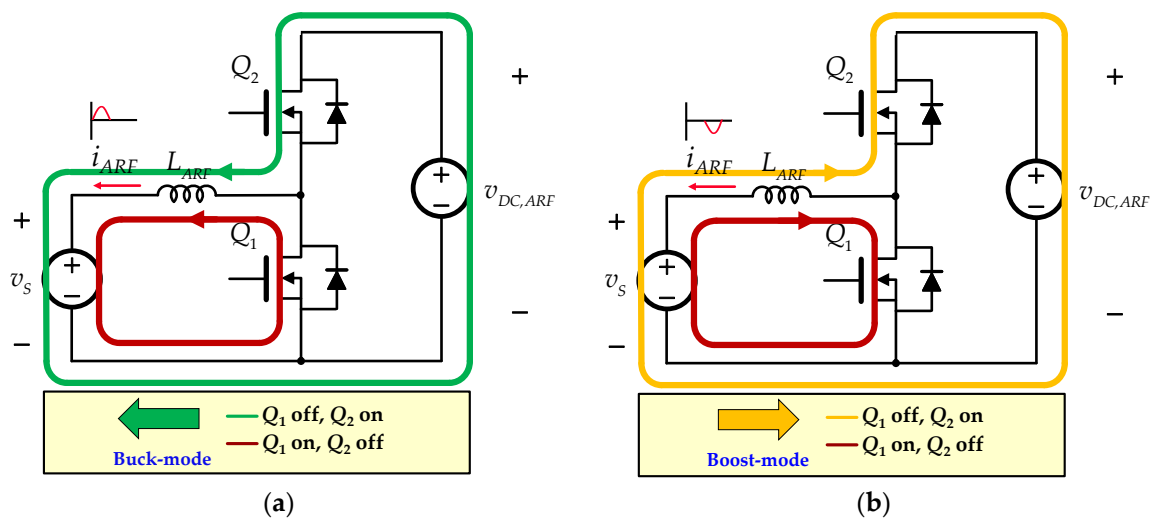 Q2
iARF
LARF
+
−
+
vDC,ARF
−
+
vS
−
+
−
Q1
Q1 off, Q2 on
Q1 on, Q2 off
Buck-mode
(a)
Q2
iARF
LARF
+
−
+
vDC,ARF
−
+
vS
−
+
−
Q1
Q1 off, Q2 on
Q1 on, Q2 off
Boost-mode
(b)